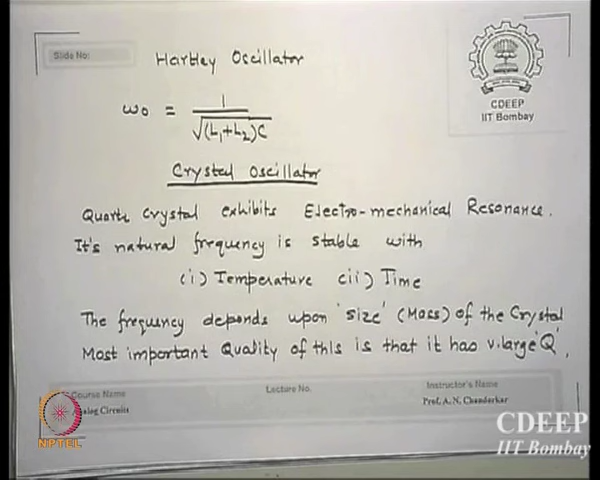 Slide No:
Hartley Oscillator
CDEEP
IIT Bombay
ω0 = 1 / √(L1+L2)C
Crystal Oscillator
Quartz Crystal exhibits Electro-mechanical Resonance.
It's natural frequency is stable with
(i) Temperature (ii) Time
The frequency depends upon 'Size' (Mass) of the Crystal
Most important Quality of this is that it has v.large 'Q'.
Course Name
Lecture No.
Instructor's Name
Analog Circuits
Prof. A. N. Chandorkar
NPTEL
CDEEP
IIT Bombay